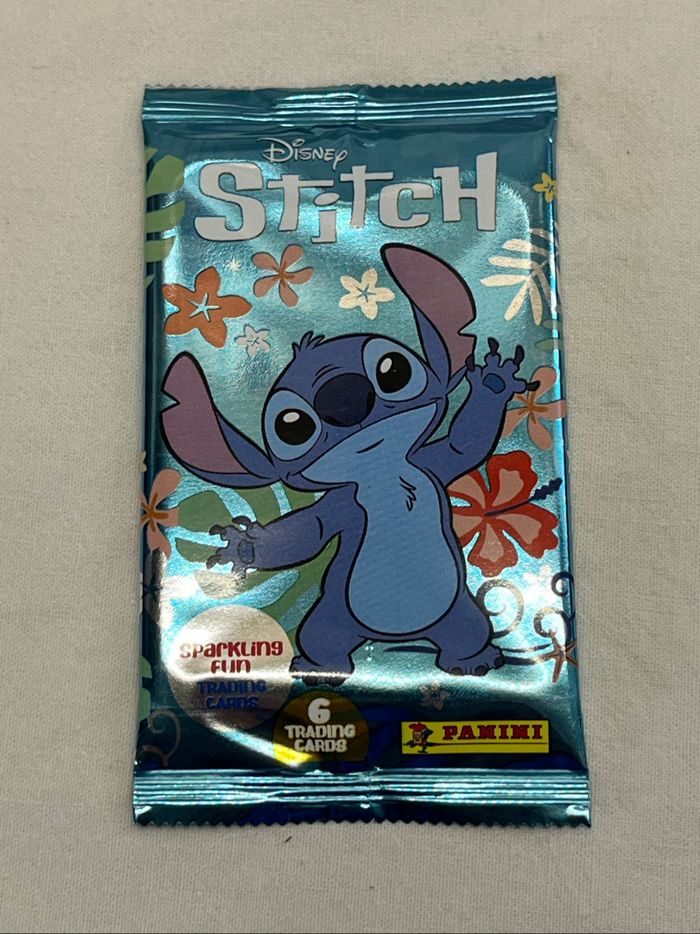 Disney
Stitch
Sparkling
Fun
TRADING
CARDS
6
TRADING
CARDS
PANINI